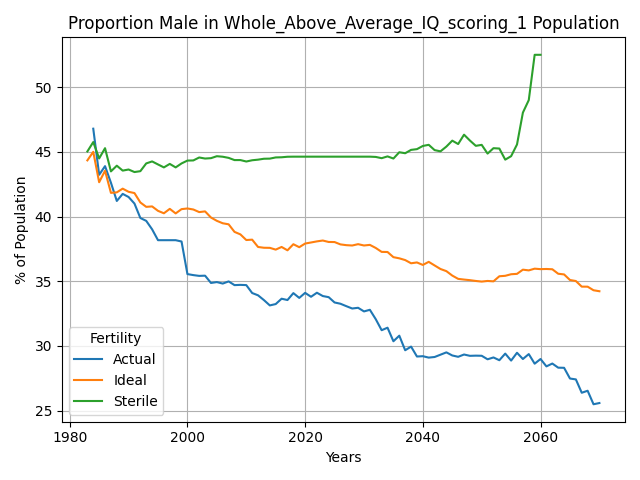 Proportion Male in Whole_Above_Average_IQ_scoring_1 Population
% of Population
50
45
40
35
30
25
Fertility
Actual
Ideal
Sterile
1980
2000
2020
2040
2060
Years